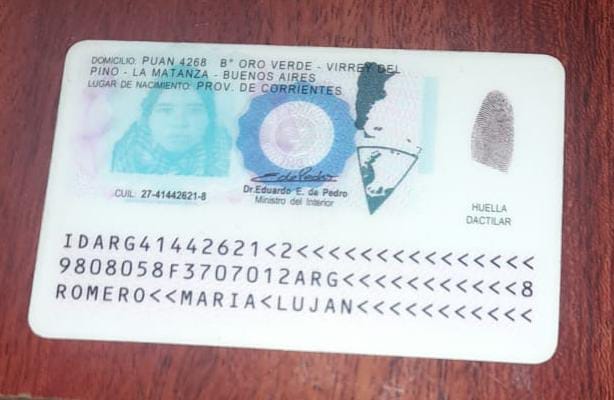 DOMICILIO: PUAN 4268 B° ORO VERDE - VIRREY DEL
PINO - LA MATANZA - BUENOS AIRES
LUGAR DE NACIMIENTO: PROV. DE CORRIENTES
CUIL: 27-41442621-8
Dr. Eduardo E. de Pedro
Ministro del Interior
HUELLA
DACTILAR
IDARG41442621<2<<<<<<<<<<<<<<<
9808058F3707012ARG<<<<<<<<<<<8
ROMERO<<MARIA<LUJAN<<<<<<<<<<<